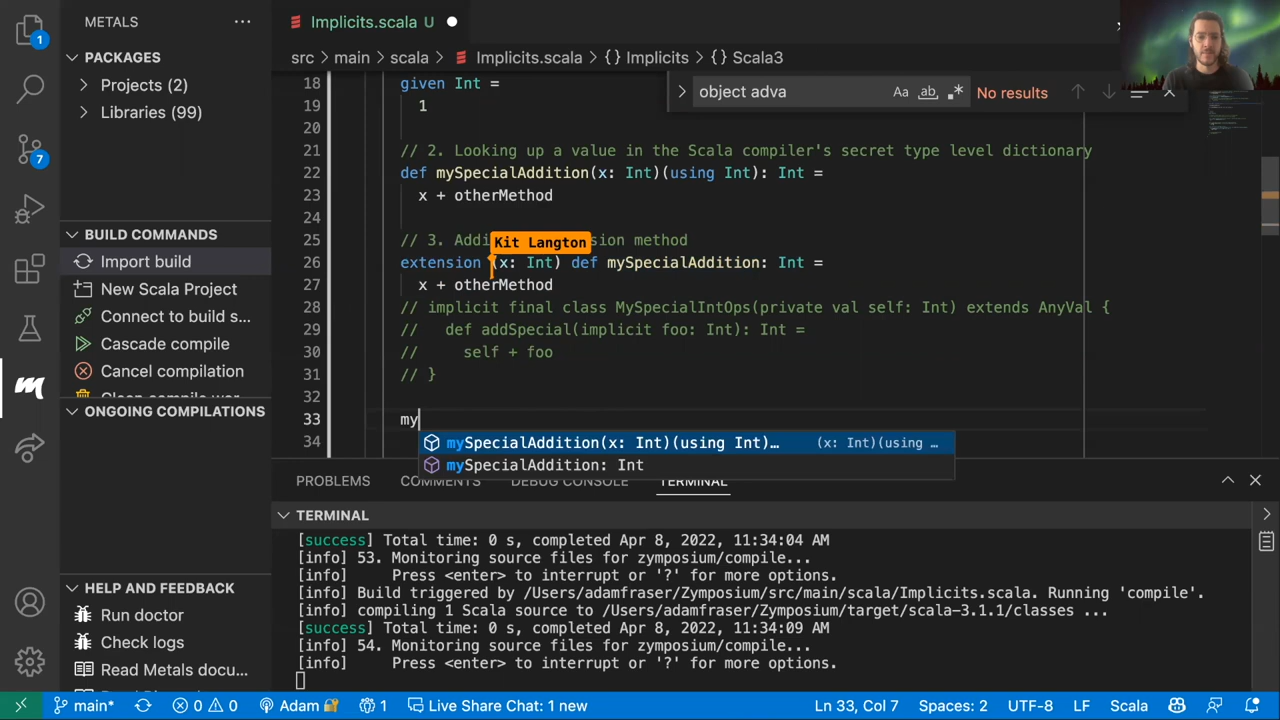 METALS
Implicits.scala U
src main scala Implicits.scala {} Implicits {} Scala3
PACKAGES
Projects (2)
Libraries (99)
object adva
Aa ab .*
No results
18 given Int =
19 1
20
21 // 2. Looking up a value in the Scala compiler's secret type level dictionary
22 def mySpecialAddition(x: Int)(using Int): Int =
23 x + otherMethod
24
25 // 3. Addi sion method
Kit Langton
26 extension (x: Int) def mySpecialAddition: Int =
27 x + otherMethod
28 // implicit final class MySpecialIntOps(private val self: Int) extends AnyVal {
29 // def addSpecial(implicit foo: Int): Int =
30 // self + foo
31 // }
32
33 my
34
mySpecialAddition(x: Int)(using Int)… (x: Int)(using …
mySpecialAddition: Int
1
7
BUILD COMMANDS
Import build
New Scala Project
Connect to build s...
Cascade compile
Cancel compilation
ONGOING COMPILATIONS
HELP AND FEEDBACK
Run doctor
Check logs
Read Metals docu...
PROBLEMS COMMENTS DEBUG CONSOLE TERMINAL
TERMINAL
[success] Total time: 0 s, completed Apr 8, 2022, 11:34:04 AM
[info] 53. Monitoring source files for zymposium/compile...
[info] Press <enter> to interrupt or '?' for more options.
[info] Build triggered by /Users/adamfraser/Zymposium/src/main/scala/Implicits.scala. Running 'compile'.
[info] compiling 1 Scala source to /Users/adamfraser/Zymposium/target/scala-3.1.1/classes ...
[success] Total time: 0 s, completed Apr 8, 2022, 11:34:09 AM
[info] 54. Monitoring source files for zymposium/compile...
[info] Press <enter> to interrupt or '?' for more options.
main* 0 0 Adam 1 Live Share Chat: 1 new Ln 33, Col 7 Spaces: 2 UTF-8 LF Scala